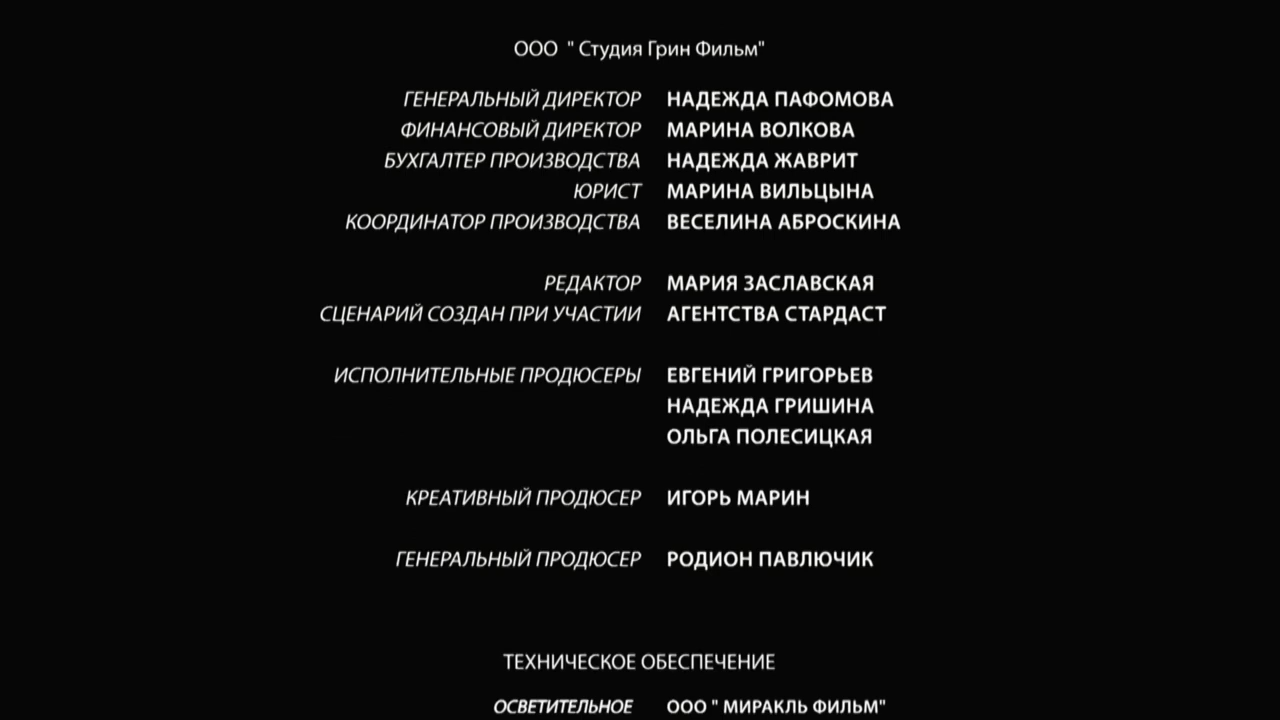 ООО " Студия Грин Фильм"
ГЕНЕРАЛЬНЫЙ ДИРЕКТОР НАДЕЖДА ПАФОМОВА
ФИНАНСОВЫЙ ДИРЕКТОР МАРИНА ВОЛКОВА
БУХГАЛТЕР ПРОИЗВОДСТВА НАДЕЖДА ЖАВРИТ
ЮРИСТ МАРИНА ВИЛЬЦЫНА
КООРДИНАТОР ПРОИЗВОДСТВА ВЕСЕЛИНА АБРОСКИНА
РЕДАКТОР МАРИЯ ЗАСЛАВСКАЯ
СЦЕНАРИЙ СОЗДАН ПРИ УЧАСТИИ АГЕНТСТВА СТАРДАСТ
ИСПОЛНИТЕЛЬНЫЕ ПРОДЮСЕРЫ ЕВГЕНИЙ ГРИГОРЬЕВ
НАДЕЖДА ГРИШИНА
ОЛЬГА ПОЛЕСИЦКАЯ
КРЕАТИВНЫЙ ПРОДЮСЕР ИГОРЬ МАРИН
ГЕНЕРАЛЬНЫЙ ПРОДЮСЕР РОДИОН ПАВЛЮЧИК
ТЕХНИЧЕСКОЕ ОБЕСПЕЧЕНИЕ
ОСВЕТИТЕЛЬНОЕ ООО " МИРАКЛЬ ФИЛЬМ"